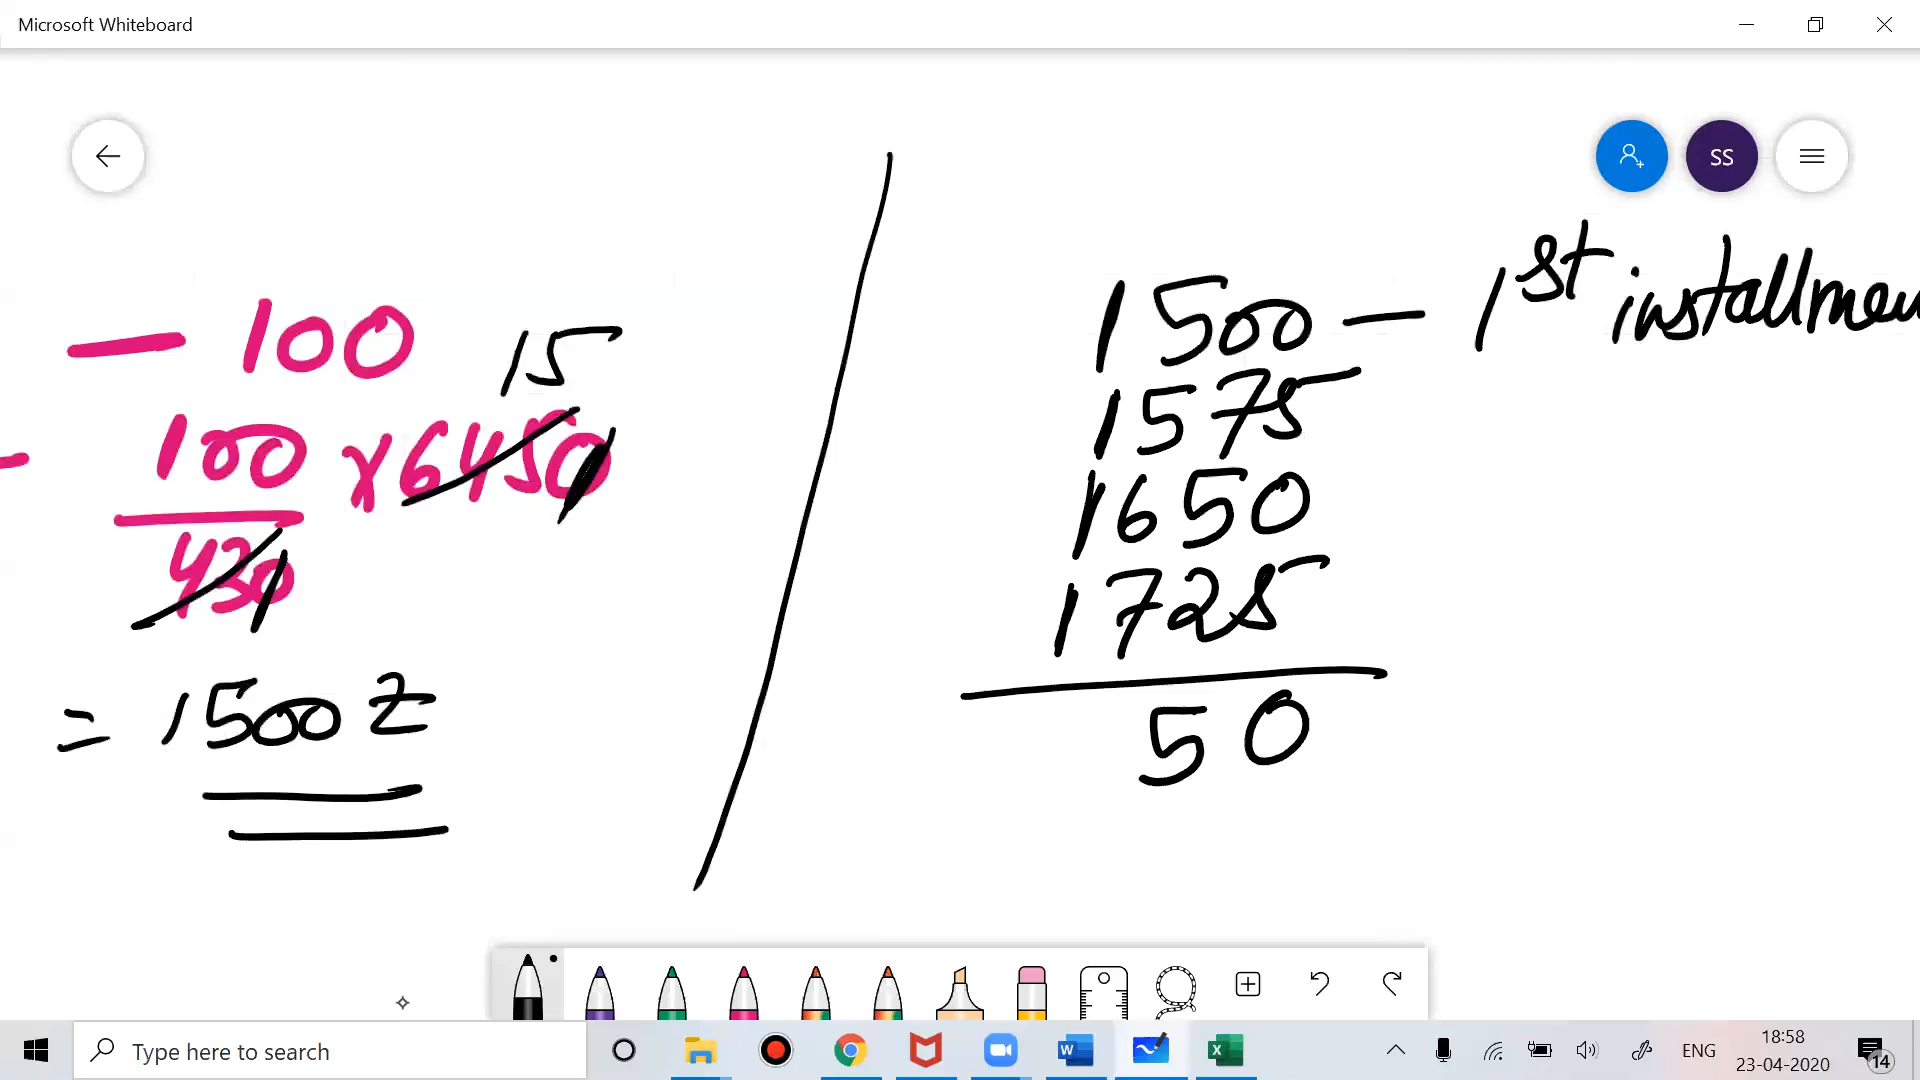 Microsoft Whiteboard
SS
— 100
15
100 x 6450
430
= 1500 Z
1500 — 1st installmen
1575
1650
1725
50
Type here to search
ENG
18:58
23-04-2020
14